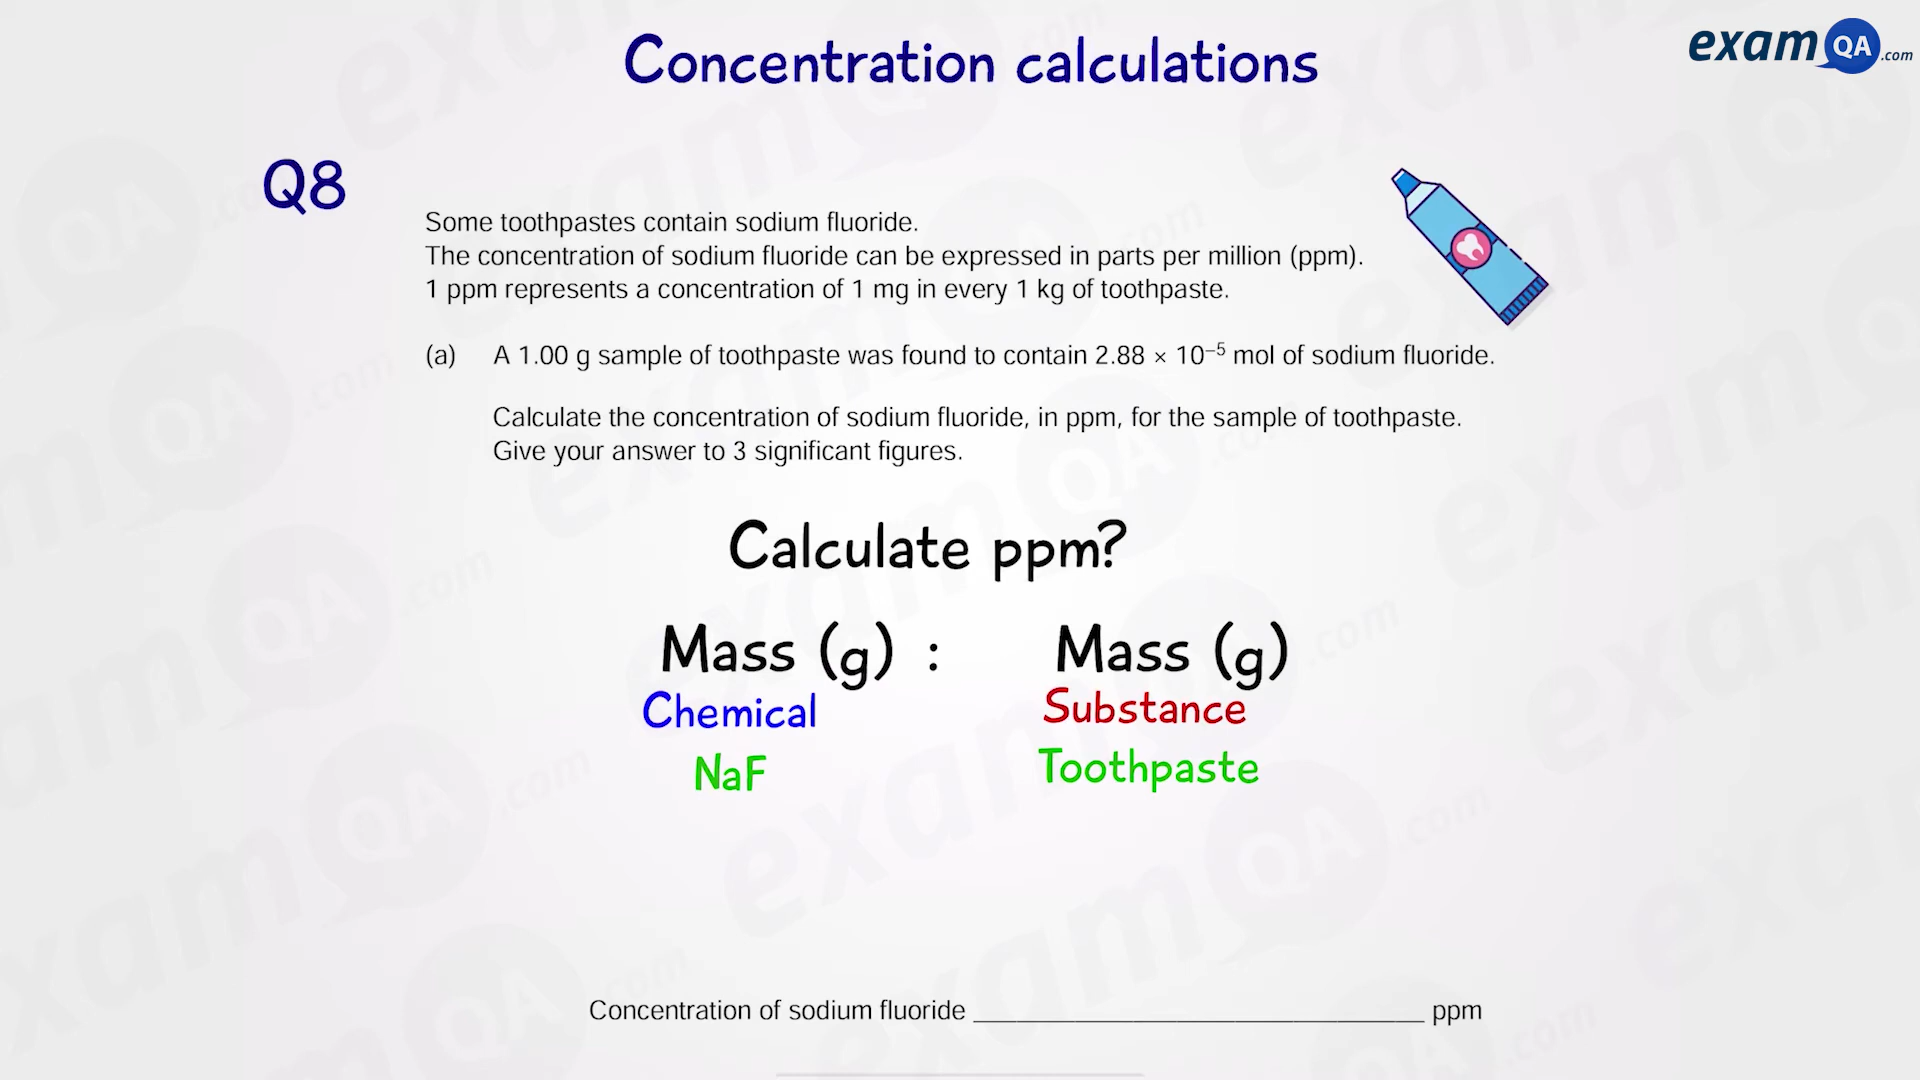 Concentration calculations
examQA.com
Q8
Some toothpastes contain sodium fluoride.
The concentration of sodium fluoride can be expressed in parts per million (ppm).
1 ppm represents a concentration of 1 mg in every 1 kg of toothpaste.
(a) A 1.00 g sample of toothpaste was found to contain 2.88 × 10⁻⁵ mol of sodium fluoride.
Calculate the concentration of sodium fluoride, in ppm, for the sample of toothpaste.
Give your answer to 3 significant figures.
Calculate ppm?
Mass (g) : Mass (g)
Chemical Substance
NaF Toothpaste
Concentration of sodium fluoride ______________________________ ppm